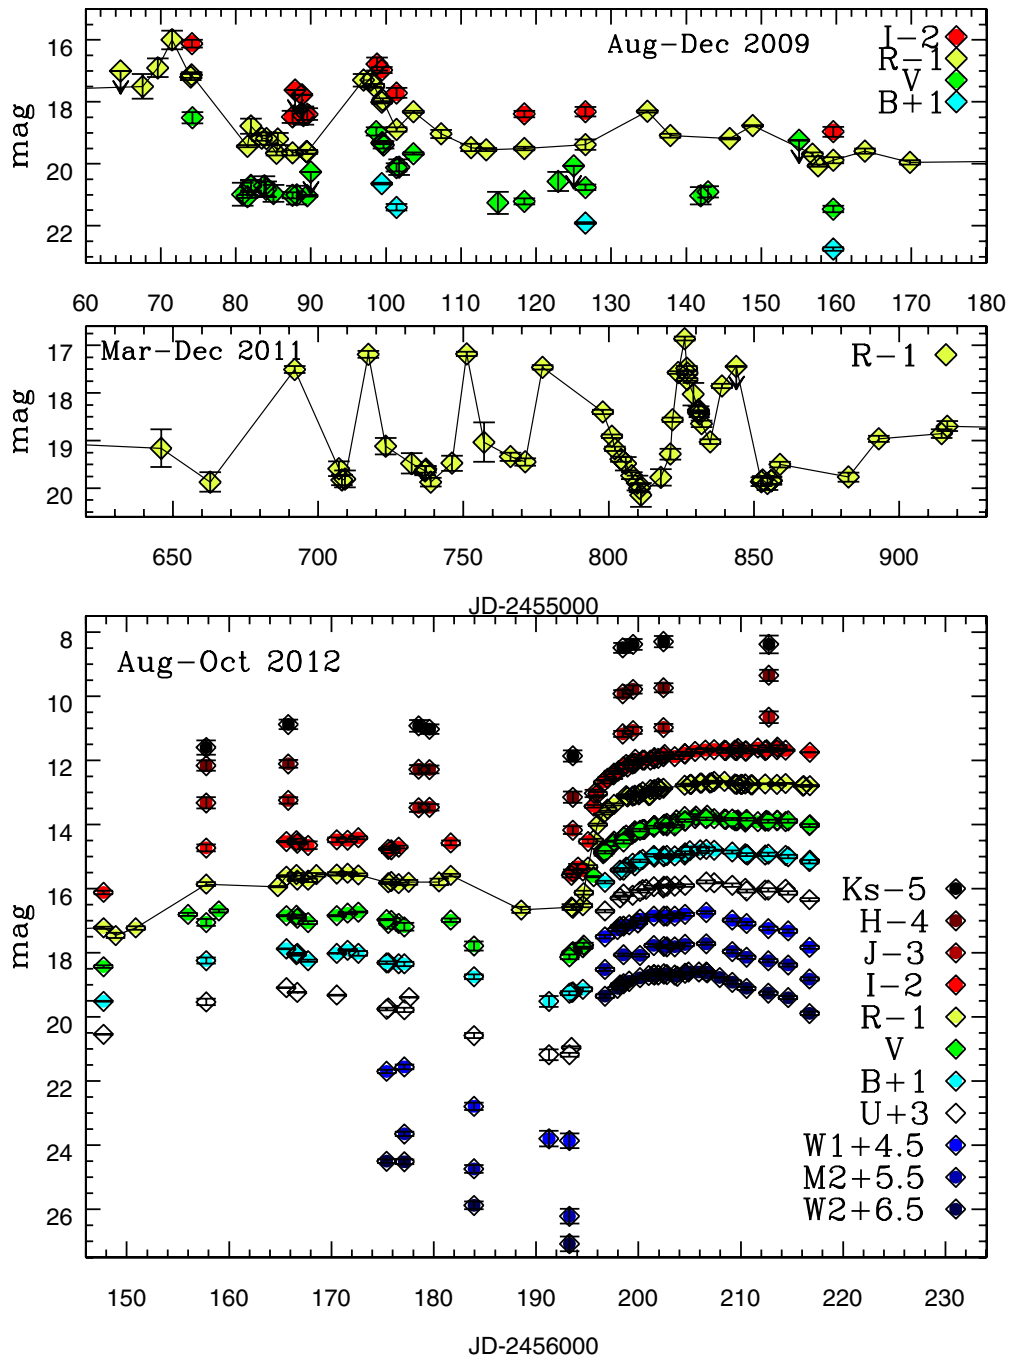 Aug-Dec 2009
I-2
R-1
V
B+1
mag
16
18
20
22
60 70 80 90 100 110 120 130 140 150 160 170 180
Mar-Dec 2011
R-1
mag
17
18
19
20
650 700 750 800 850 900
JD-2455000
Aug-Oct 2012
mag
8
10
12
14
16
18
20
22
24
26
Ks-5
H-4
J-3
I-2
R-1
V
B+1
U+3
W1+4.5
M2+5.5
W2+6.5
150 160 170 180 190 200 210 220 230
JD-2456000